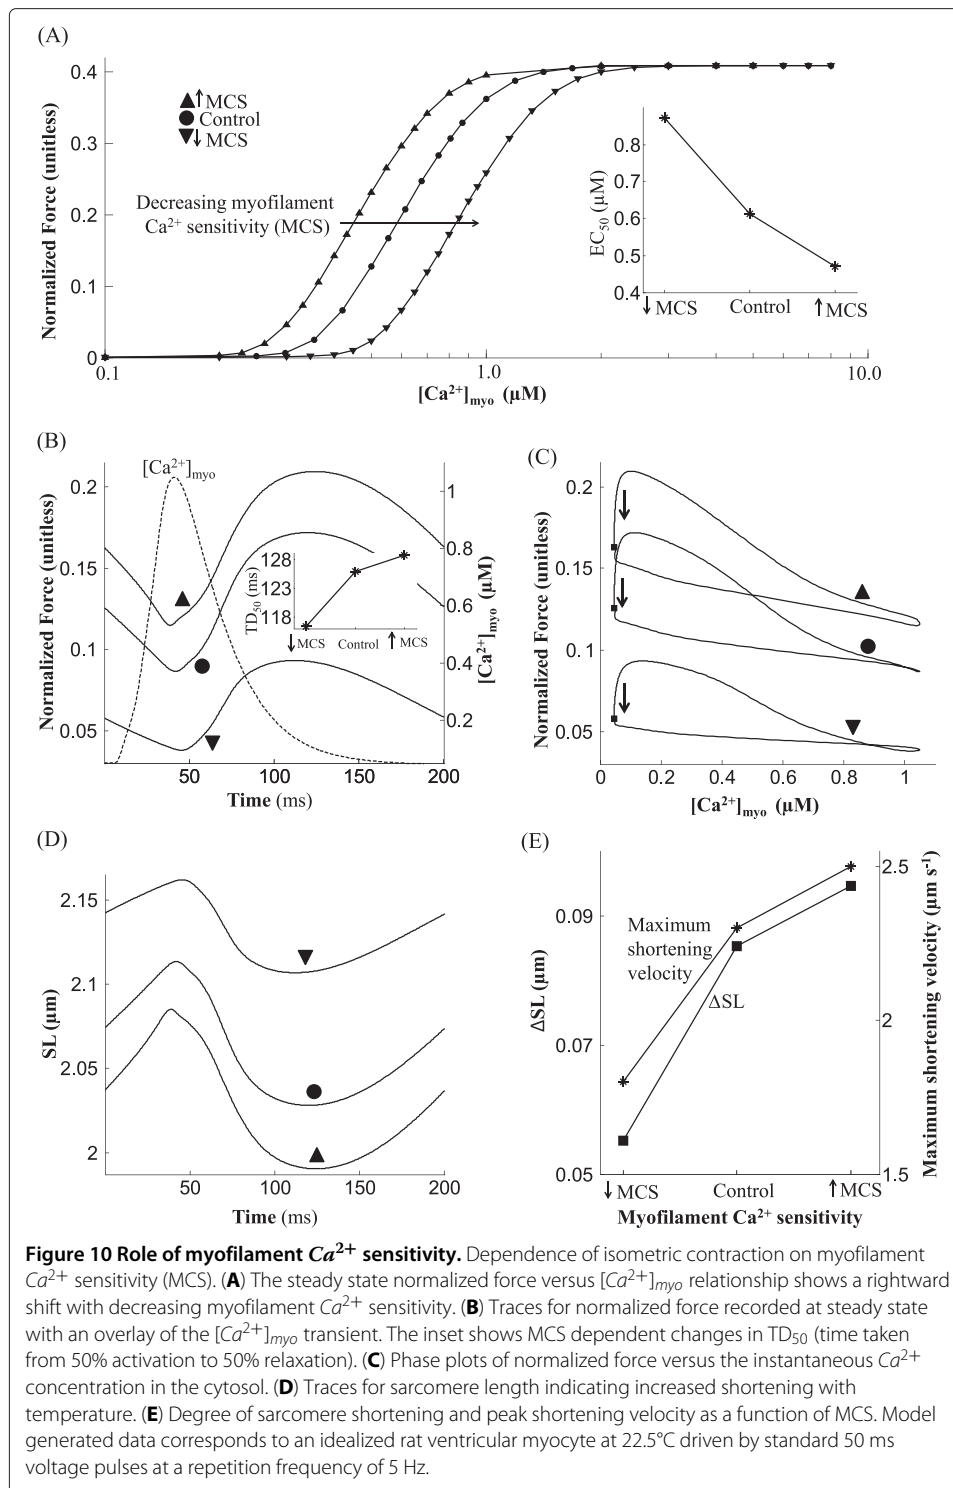 (A)
Normalized Force (unitless)
0.4
0.3
0.2
0.1
0
↑ MCS
Control
↓ MCS
Decreasing myofilament
Ca²⁺ sensitivity (MCS)
0.1
1.0
10.0
[Ca²⁺]myo (µM)
EC₅₀ (µM)
0.8
0.7
0.6
0.5
0.4
↓ MCS
Control
↑ MCS
(B)
[Ca²⁺]myo
Normalized Force (unitless)
0.2
0.15
0.1
0.05
50
100
150
200
Time (ms)
1
0.8
0.6
0.4
0.2
[Ca²⁺]myo (µM)
TD₅₀ (ms)
128
123
118
↓ MCS
Control
↑ MCS
(C)
Normalized Force (unitless)
0.2
0.15
0.1
0.05
0
0.2
0.4
0.6
0.8
1
[Ca²⁺]myo (µM)
(D)
SL (µm)
2.15
2.1
2.05
2
50
100
150
200
Time (ms)
(E)
ΔSL (µm)
0.09
0.07
0.05
Maximum
shortening
velocity
ΔSL
2.5
2
1.5
Maximum shortening velocity (µm s⁻¹)
↓ MCS
Control
↑ MCS
Myofilament Ca²⁺ sensitivity
Figure 10 Role of myofilament Ca²⁺ sensitivity. Dependence of isometric contraction on myofilament
Ca²⁺ sensitivity (MCS). (A) The steady state normalized force versus [Ca²⁺]myo relationship shows a rightward
shift with decreasing myofilament Ca²⁺ sensitivity. (B) Traces for normalized force recorded at steady state
with an overlay of the [Ca²⁺]myo transient. The inset shows MCS dependent changes in TD₅₀ (time taken
from 50% activation to 50% relaxation). (C) Phase plots of normalized force versus the instantaneous Ca²⁺
concentration in the cytosol. (D) Traces for sarcomere length indicating increased shortening with
temperature. (E) Degree of sarcomere shortening and peak shortening velocity as a function of MCS. Model
generated data corresponds to an idealized rat ventricular myocyte at 22.5°C driven by standard 50 ms
voltage pulses at a repetition frequency of 5 Hz.